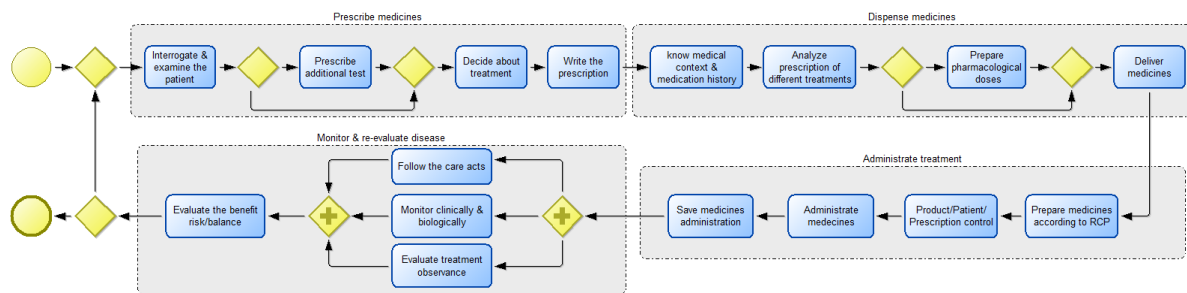 Prescribe medicines
Interrogate &
examine the
patient
Prescribe
additional test
Decide about
treatment
Write the
prescription
Dispense medicines
know medical
context &
medication history
Analyze
prescription of
different treatments
Prepare
pharmacological
doses
Deliver
medicines
Monitor & re-evaluate disease
Follow the care acts
Evaluate the benefit
risk/balance
Monitor clinically &
biologically
Evaluate treatment
observance
Administrate treatment
Save medicines
administration
Administrate
medecines
Product/Patient/
Prescription control
Prepare medicines
according to RCP